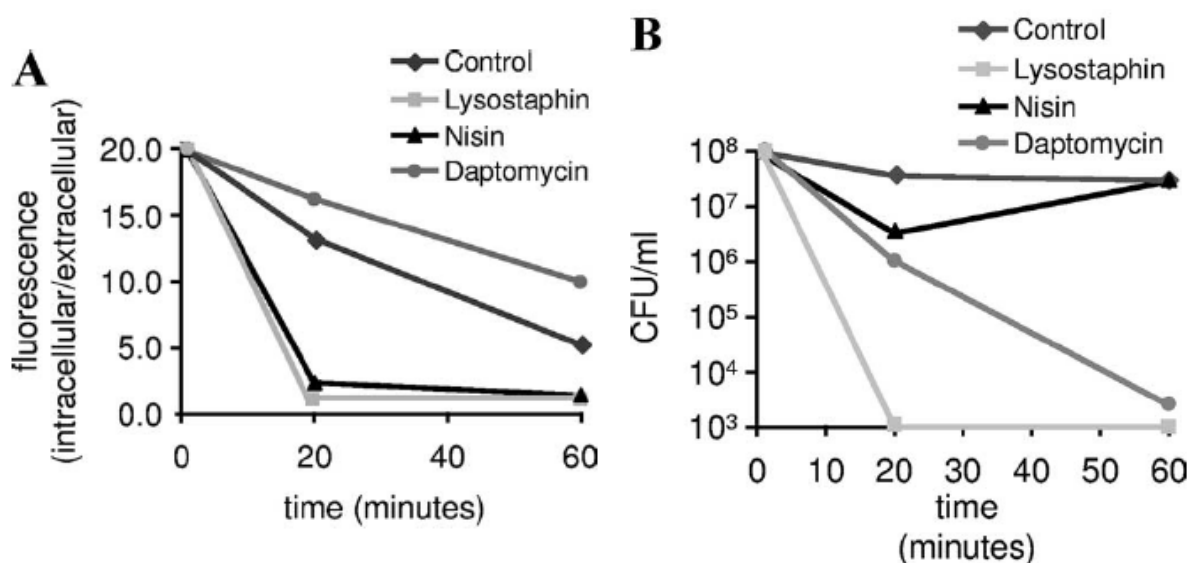 A
Control
Lysostaphin
Nisin
Daptomycin
fluorescence
(intracellular/extracellular)
20.0
15.0
10.0
5.0
0.0
0 20 40 60
time (minutes)
B
Control
Lysostaphin
Nisin
Daptomycin
CFU/ml
10⁸
10⁷
10⁶
10⁵
10⁴
10³
0 10 20 30 40 50 60
time
(minutes)